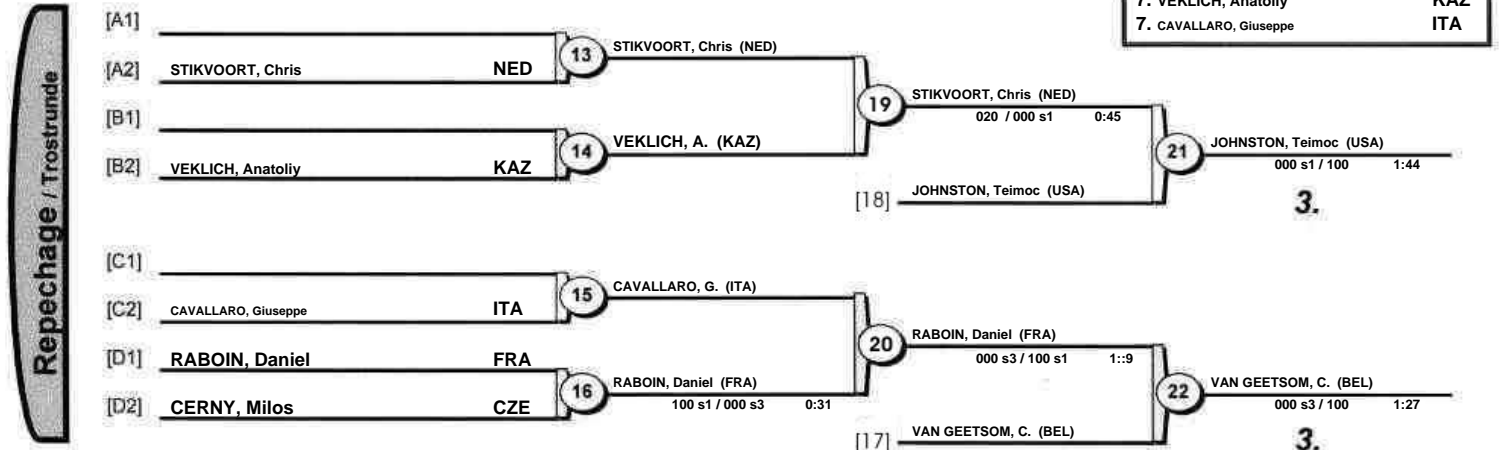 7. VEKLICH, Anatoliy KAZ
7. CAVALLARO, Giuseppe ITA
Repechage / Trostrunde
[A1]
[A2] STIKVOORT, Chris NED
13 STIKVOORT, Chris (NED)
[B1]
[B2] VEKLICH, Anatoliy KAZ
14 VEKLICH, A. (KAZ)
19 STIKVOORT, Chris (NED)
020 / 000 s1 0:45
[18] JOHNSTON, Teimoc (USA)
21 JOHNSTON, Teimoc (USA)
000 s1 / 100 1:44
3.
[C1]
[C2] CAVALLARO, Giuseppe ITA
15 CAVALLARO, G. (ITA)
[D1] RABOIN, Daniel FRA
[D2] CERNY, Milos CZE
16 RABOIN, Daniel (FRA)
100 s1 / 000 s3 0:31
20 RABOIN, Daniel (FRA)
000 s3 / 100 s1 1::9
[17] VAN GEETSOM, C. (BEL)
22 VAN GEETSOM, C. (BEL)
000 s3 / 100 1:27
3.